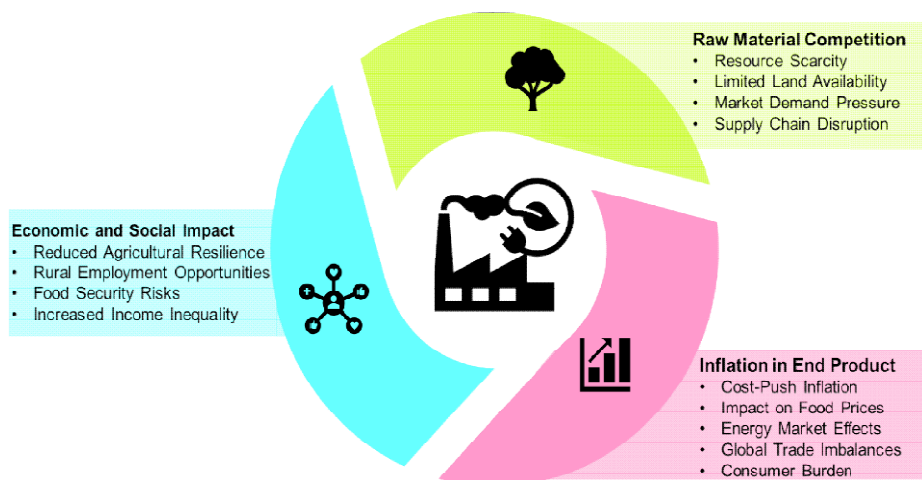 Raw Material Competition
• Resource Scarcity
• Limited Land Availability
• Market Demand Pressure
• Supply Chain Disruption
Economic and Social Impact
• Reduced Agricultural Resilience
• Rural Employment Opportunities
• Food Security Risks
• Increased Income Inequality
Inflation in End Product
• Cost-Push Inflation
• Impact on Food Prices
• Energy Market Effects
• Global Trade Imbalances
• Consumer Burden